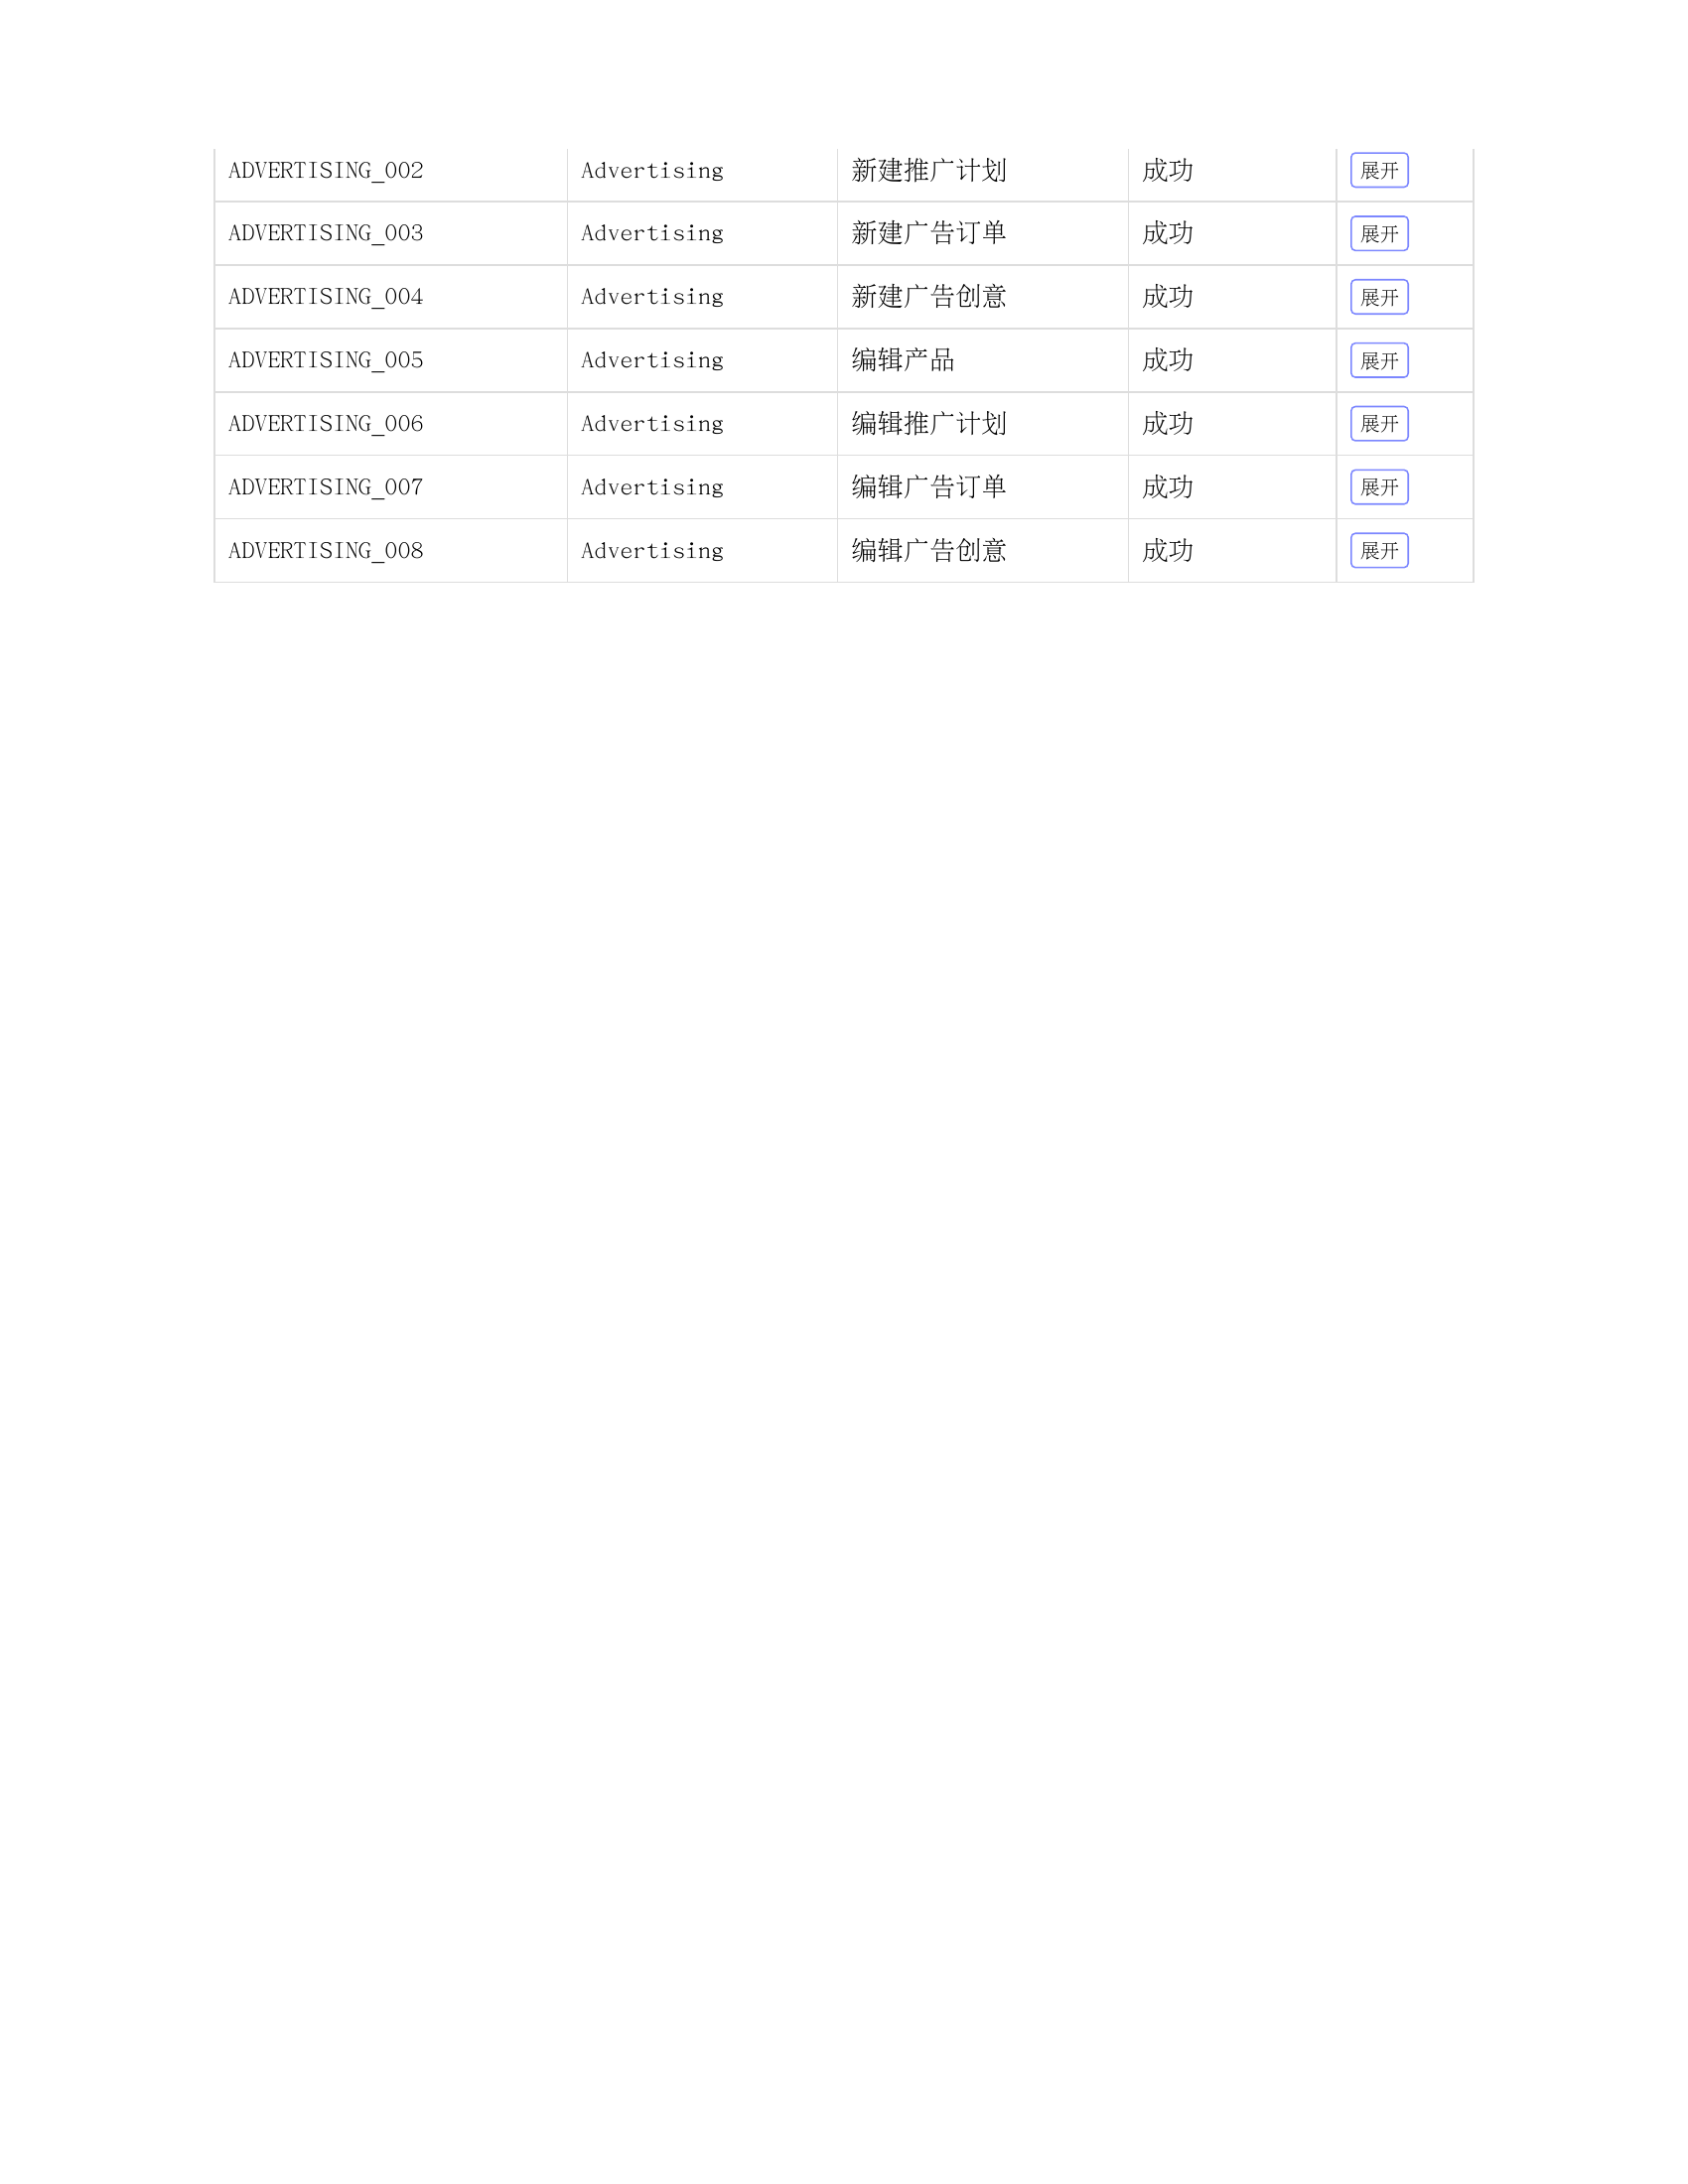 ADVERTISING_002 Advertising 新建推广计划 成功 展开
ADVERTISING_003 Advertising 新建广告订单 成功 展开
ADVERTISING_004 Advertising 新建广告创意 成功 展开
ADVERTISING_005 Advertising 编辑产品 成功 展开
ADVERTISING_006 Advertising 编辑推广计划 成功 展开
ADVERTISING_007 Advertising 编辑广告订单 成功 展开
ADVERTISING_008 Advertising 编辑广告创意 成功 展开